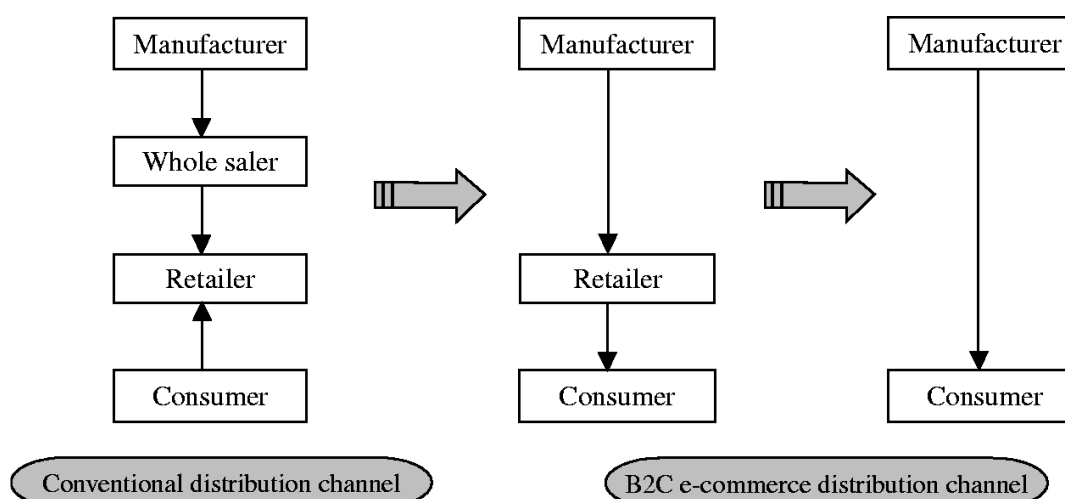 Manufacturer
Whole saler
Retailer
Consumer
Conventional distribution channel
Manufacturer
Retailer
Consumer
Manufacturer
Consumer
B2C e-commerce distribution channel